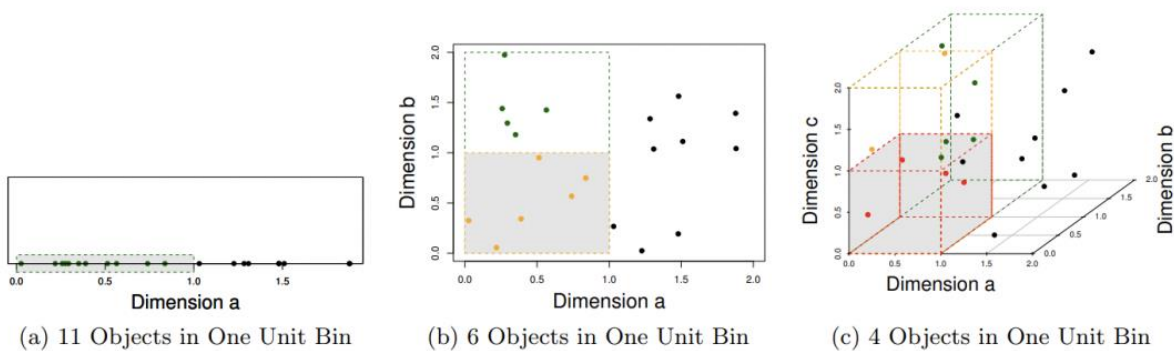 0.0 0.5 1.0 1.5
Dimension a
(a) 11 Objects in One Unit Bin
2.0
1.5
1.0
0.5
0.0
Dimension b
0.0 0.5 1.0 1.5 2.0
Dimension a
(b) 6 Objects in One Unit Bin
2.0
1.5
1.0
0.5
0.0
Dimension c
0.0 0.5 1.0 1.5 2.0
Dimension a
0.0
0.5
1.0
1.5
2.0
Dimension b
(c) 4 Objects in One Unit Bin